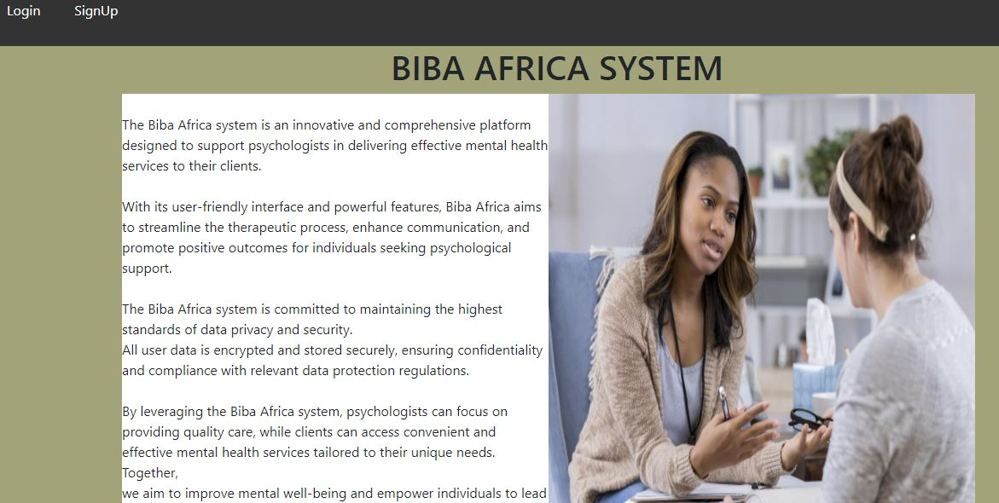 Login SignUp
BIBA AFRICA SYSTEM
The Biba Africa system is an innovative and comprehensive platform
designed to support psychologists in delivering effective mental health
services to their clients.
With its user-friendly interface and powerful features, Biba Africa aims
to streamline the therapeutic process, enhance communication, and
promote positive outcomes for individuals seeking psychological
support.
The Biba Africa system is committed to maintaining the highest
standards of data privacy and security.
All user data is encrypted and stored securely, ensuring confidentiality
and compliance with relevant data protection regulations.
By leveraging the Biba Africa system, psychologists can focus on
providing quality care, while clients can access convenient and
effective mental health services tailored to their unique needs.
Together,
we aim to improve mental well-being and empower individuals to lead